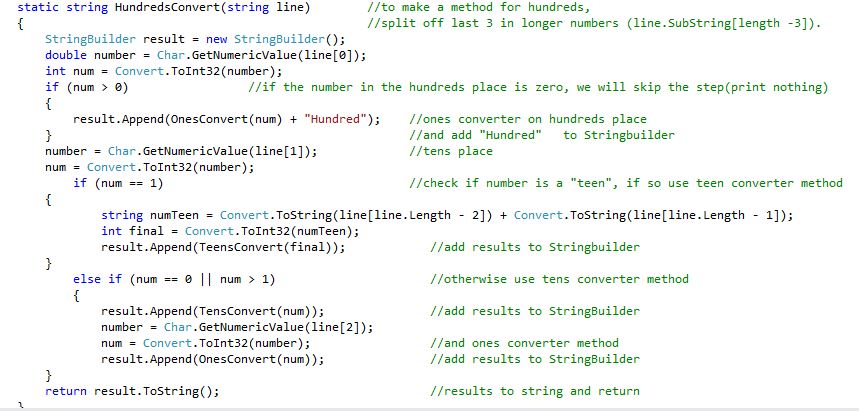 static string HundredsConvert(string line) //to make a method for hundreds,
{ //split off last 3 in longer numbers (line.SubString[length -3]).
StringBuilder result = new StringBuilder();
double number = Char.GetNumericValue(line[0]);
int num = Convert.ToInt32(number);
if (num > 0) //if the number in the hundreds place is zero, we will skip the step(print nothing)
{
result.Append(OnesConvert(num) + "Hundred"); //ones converter on hundreds place
} //and add "Hundred" to Stringbuilder
number = Char.GetNumericValue(line[1]); //tens place
num = Convert.ToInt32(number);
if (num == 1) //check if number is a "teen", if so use teen converter method
{
string numTeen = Convert.ToString(line[line.Length - 2]) + Convert.ToString(line[line.Length - 1]);
int final = Convert.ToInt32(numTeen);
result.Append(TeensConvert(final)); //add results to Stringbuilder
}
else if (num == 0 || num > 1) //otherwise use tens converter method
{
result.Append(TensConvert(num)); //add results to StringBuilder
number = Char.GetNumericValue(line[2]);
num = Convert.ToInt32(number); //and ones converter method
result.Append(OnesConvert(num)); //add results to StringBuilder
}
return result.ToString(); //results to string and return
}